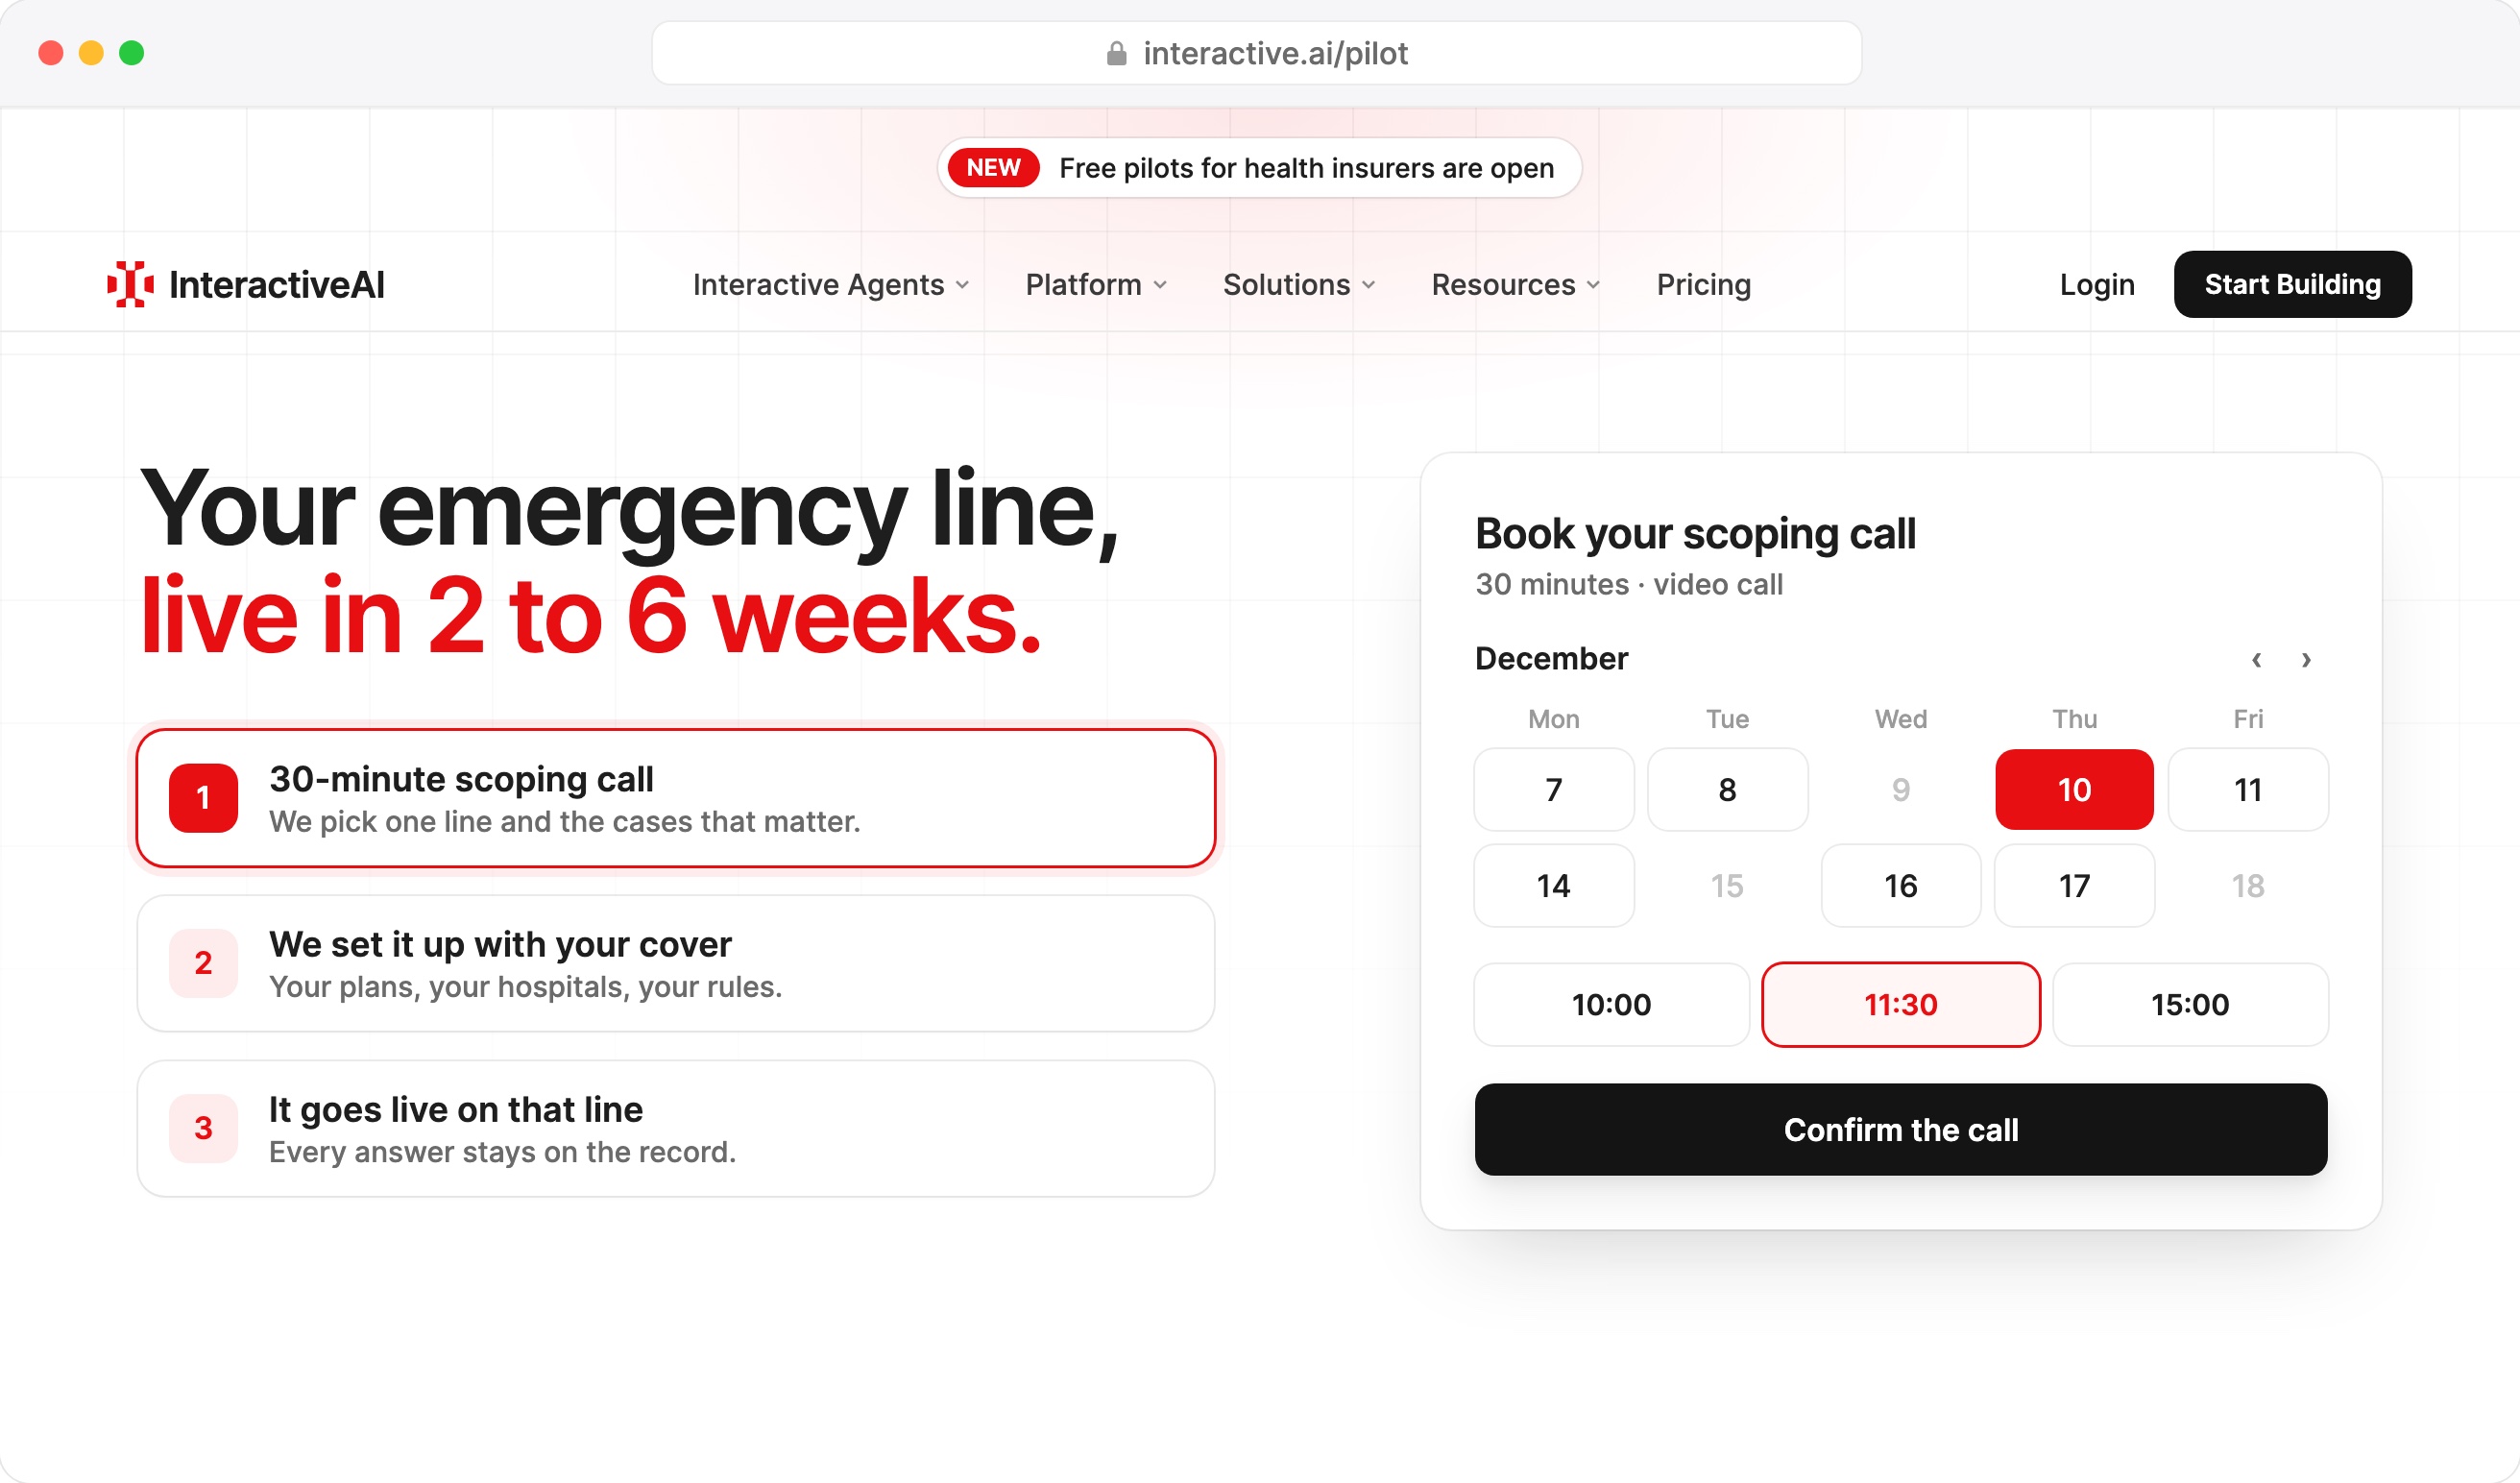 interactive.ai/pilot
NEW Free pilots for health insurers are open
InteractiveAI Interactive Agents Platform Solutions Resources Pricing Login Start Building
Your emergency line,
live in 2 to 6 weeks.
1
30-minute scoping call
We pick one line and the cases that matter.
2
We set it up with your cover
Your plans, your hospitals, your rules.
3
It goes live on that line
Every answer stays on the record.
Book your scoping call
30 minutes · video call
December ‹ ›
Mon Tue Wed Thu Fri
7 8 9 10 11
14 15 16 17 18
10:00 11:30 15:00
Confirm the call